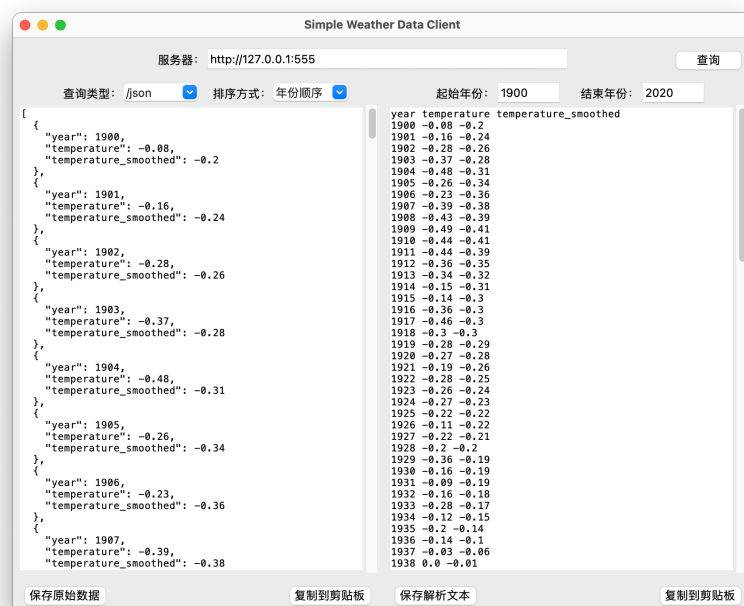 Simple Weather Data Client
服务器： http://127.0.0.1:555 查询
查询类型： /json 排序方式： 年份顺序 起始年份： 1900 结束年份： 2020
[
  {
    "year": 1900,
    "temperature": -0.08,
    "temperature_smoothed": -0.2
  },
  {
    "year": 1901,
    "temperature": -0.16,
    "temperature_smoothed": -0.24
  },
  {
    "year": 1902,
    "temperature": -0.28,
    "temperature_smoothed": -0.26
  },
  {
    "year": 1903,
    "temperature": -0.37,
    "temperature_smoothed": -0.28
  },
  {
    "year": 1904,
    "temperature": -0.48,
    "temperature_smoothed": -0.31
  },
  {
    "year": 1905,
    "temperature": -0.26,
    "temperature_smoothed": -0.34
  },
  {
    "year": 1906,
    "temperature": -0.23,
    "temperature_smoothed": -0.36
  },
  {
    "year": 1907,
    "temperature": -0.39,
    "temperature_smoothed": -0.38
year temperature temperature_smoothed
1900 -0.08 -0.2
1901 -0.16 -0.24
1902 -0.28 -0.26
1903 -0.37 -0.28
1904 -0.48 -0.31
1905 -0.26 -0.34
1906 -0.23 -0.36
1907 -0.39 -0.38
1908 -0.43 -0.39
1909 -0.49 -0.41
1910 -0.44 -0.41
1911 -0.44 -0.39
1912 -0.36 -0.35
1913 -0.34 -0.32
1914 -0.15 -0.31
1915 -0.14 -0.3
1916 -0.36 -0.3
1917 -0.46 -0.3
1918 -0.3 -0.3
1919 -0.28 -0.29
1920 -0.27 -0.28
1921 -0.19 -0.26
1922 -0.28 -0.25
1923 -0.26 -0.24
1924 -0.27 -0.23
1925 -0.22 -0.22
1926 -0.11 -0.22
1927 -0.22 -0.21
1928 -0.2 -0.2
1929 -0.36 -0.19
1930 -0.16 -0.19
1931 -0.09 -0.19
1932 -0.16 -0.18
1933 -0.28 -0.17
1934 -0.12 -0.15
1935 -0.2 -0.14
1936 -0.14 -0.1
1937 -0.03 -0.06
1938 0.0 -0.01
保存原始数据 复制到剪贴板 保存解析文本 复制到剪贴板